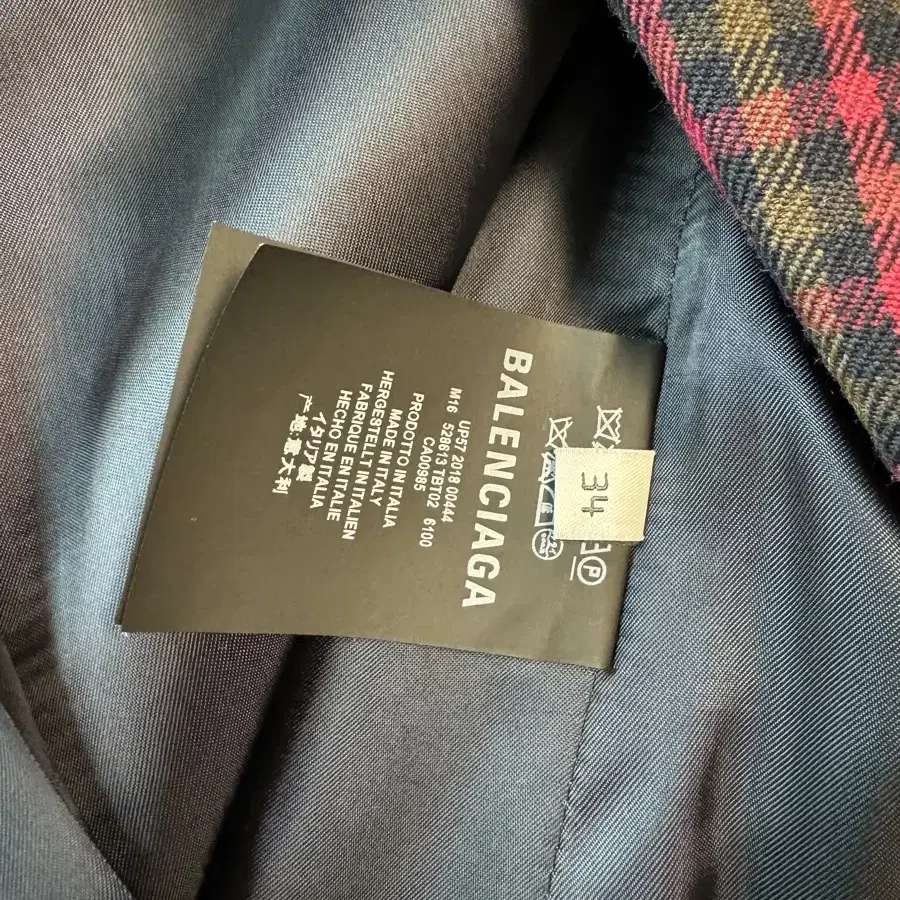 34
BALENCIAGA
UP57 2018 00444
M16 528613 TBT02 6100
CA00985
PRODOTTO IN ITALIA
MADE IN ITALY
HERGESTELLT IN ITALIEN
FABRIQUE EN ITALIE
HECHO EN ITALIA
イタリア製
产地:意大利
P